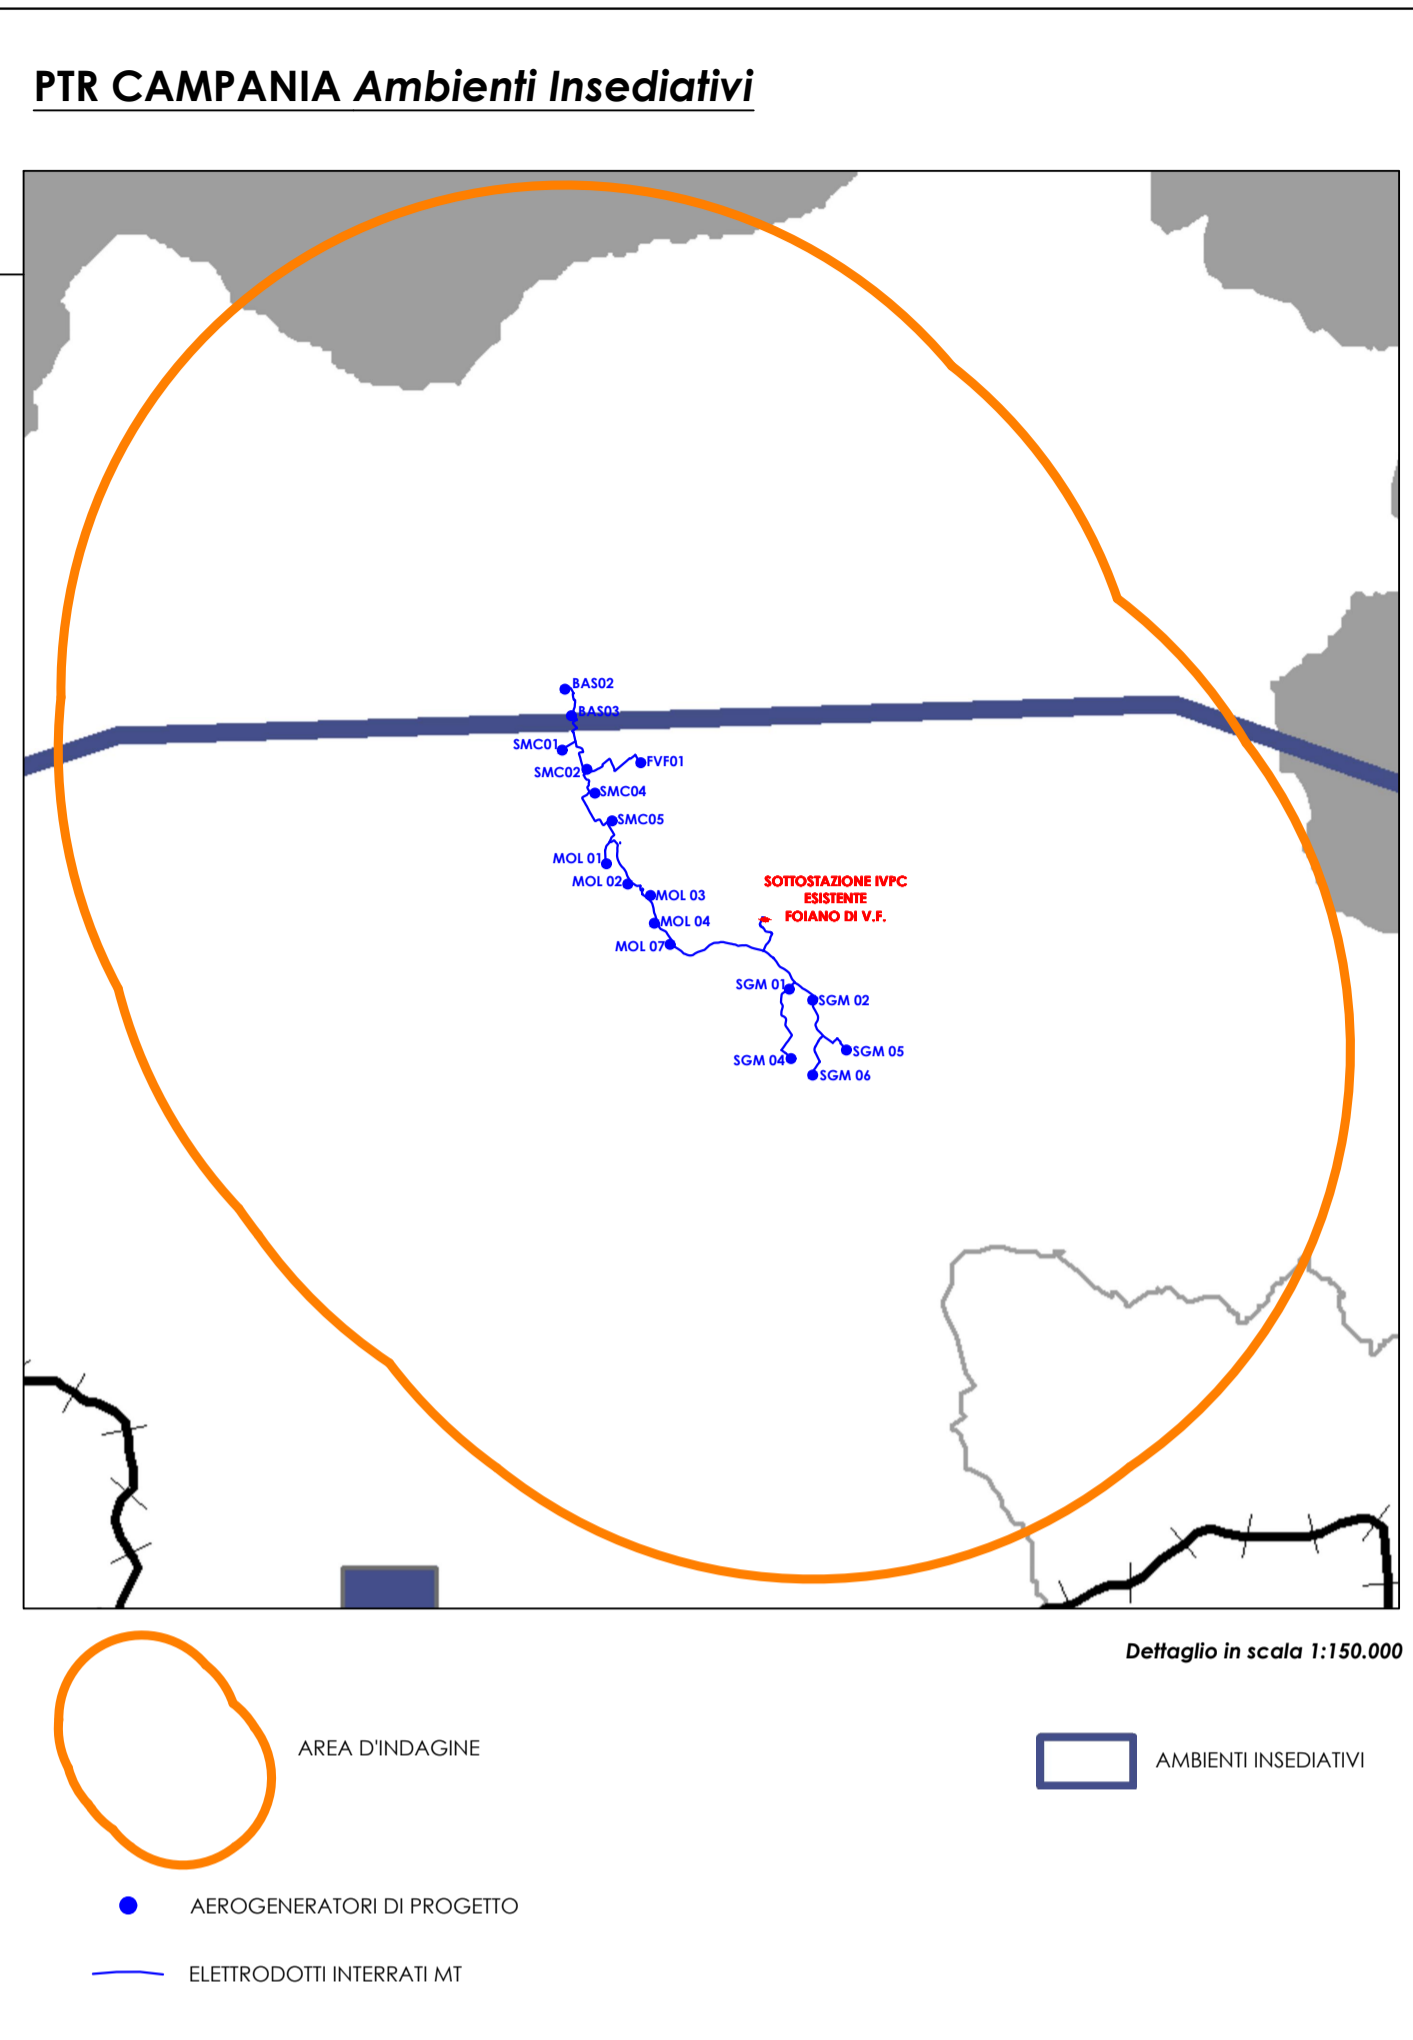 PTR CAMPANIA Ambienti Insediativi
BAS02
BAS03
SMC01
FVF01
SMC02
SMC04
SMC05
MOL 01
MOL 02
MOL 03
MOL 04
MOL 07
SOTTOSTAZIONE IVPC
ESISTENTE
FOIANO DI V.F.
SGM 01
SGM 02
SGM 05
SGM 04
SGM 06
Dettaglio in scala 1:150.000
AREA D'INDAGINE
AMBIENTI INSEDIATIVI
AEROGENERATORI DI PROGETTO
ELETTRODOTTI INTERRATI MT